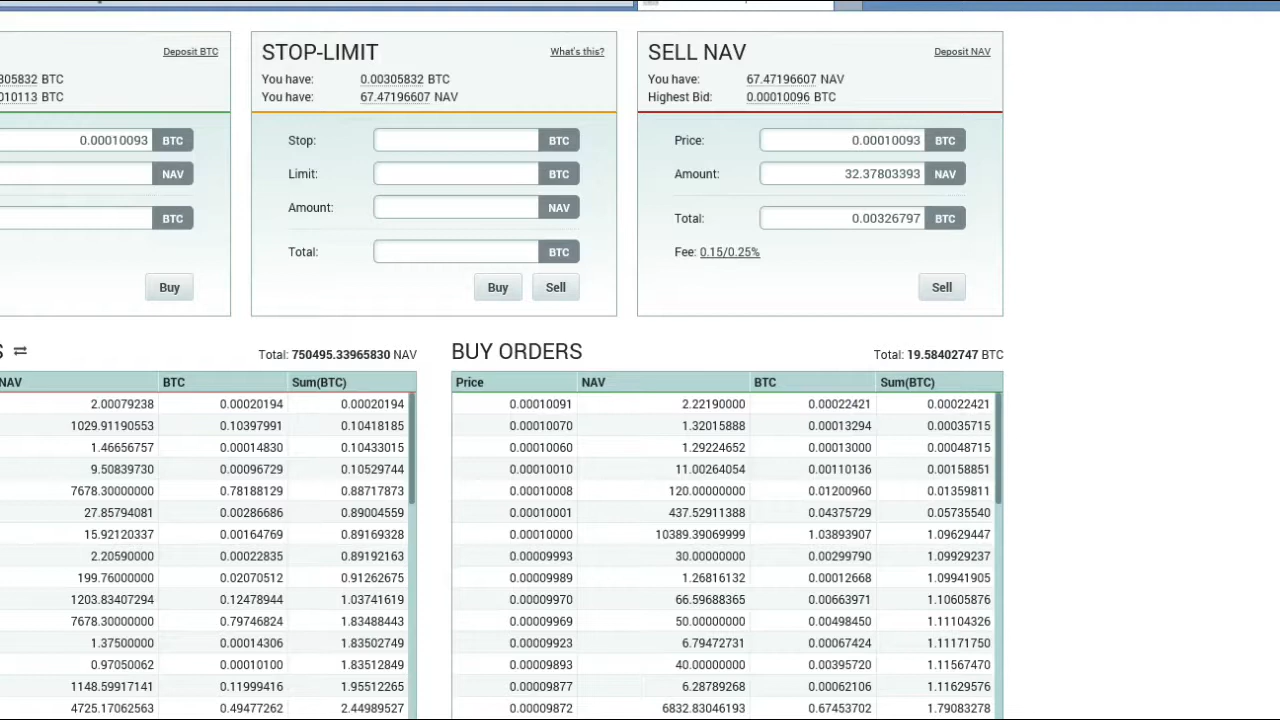 Deposit BTC
305832 BTC
010113 BTC
0.00010093 BTC
NAV
BTC
Buy
STOP-LIMIT What's this?
You have: 0.00305832 BTC
You have: 67.47196607 NAV
Stop: BTC
Limit: BTC
Amount: NAV
Total: BTC
Buy Sell
SELL NAV Deposit NAV
You have: 67.47196607 NAV
Highest Bid: 0.00010096 BTC
Price: 0.00010093 BTC
Amount: 32.37803393 NAV
Total: 0.00326797 BTC
Fee: 0.15/0.25%
Sell
S Total: 750495.33965830 NAV
NAV BTC Sum(BTC)
2.00079238 0.00020194 0.00020194
1029.91190553 0.10397991 0.10418185
1.46656757 0.00014830 0.10433015
9.50839730 0.00096729 0.10529744
7678.30000000 0.78188129 0.88717873
27.85794081 0.00286686 0.89004559
15.92120337 0.00164769 0.89169328
2.20590000 0.00022835 0.89192163
199.76000000 0.02070512 0.91262675
1203.83407294 0.12478944 1.03741619
7678.30000000 0.79746824 1.83488443
1.37500000 0.00014306 1.83502749
0.97050062 0.00010100 1.83512849
1148.59917141 0.11999416 1.95512265
4725.17062563 0.49477262 2.44989527
BUY ORDERS Total: 19.58402747 BTC
Price NAV BTC Sum(BTC)
0.00010091 2.22190000 0.00022421 0.00022421
0.00010070 1.32015888 0.00013294 0.00035715
0.00010060 1.29224652 0.00013000 0.00048715
0.00010010 11.00264054 0.00110136 0.00158851
0.00010008 120.00000000 0.01200960 0.01359811
0.00010001 437.52911388 0.04375729 0.05735540
0.00010000 10389.39069999 1.03893907 1.09629447
0.00009993 30.00000000 0.00299790 1.09929237
0.00009989 1.26816132 0.00012668 1.09941905
0.00009970 66.59688365 0.00663971 1.10605876
0.00009969 50.00000000 0.00498450 1.11104326
0.00009923 6.79472731 0.00067424 1.11171750
0.00009893 40.00000000 0.00395720 1.11567470
0.00009877 6.28789268 0.00062106 1.11629576
0.00009872 6832.83046193 0.67453702 1.79083278